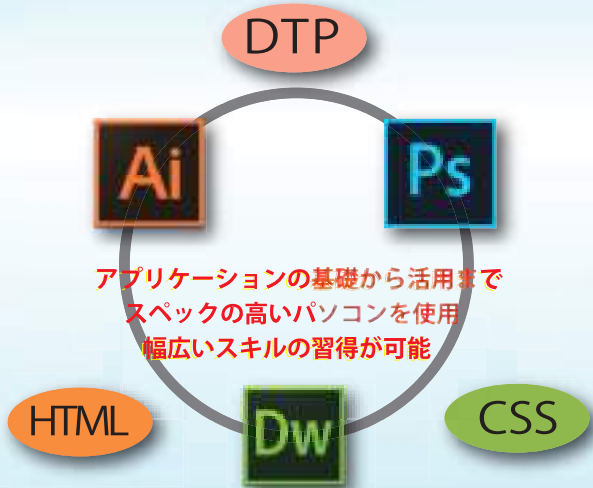 DTP
Ai
Ps
アプリケーションの基礎から活用まで
スペックの高いパソコンを使用
幅広いスキルの習得が可能
HTML
Dw
CSS